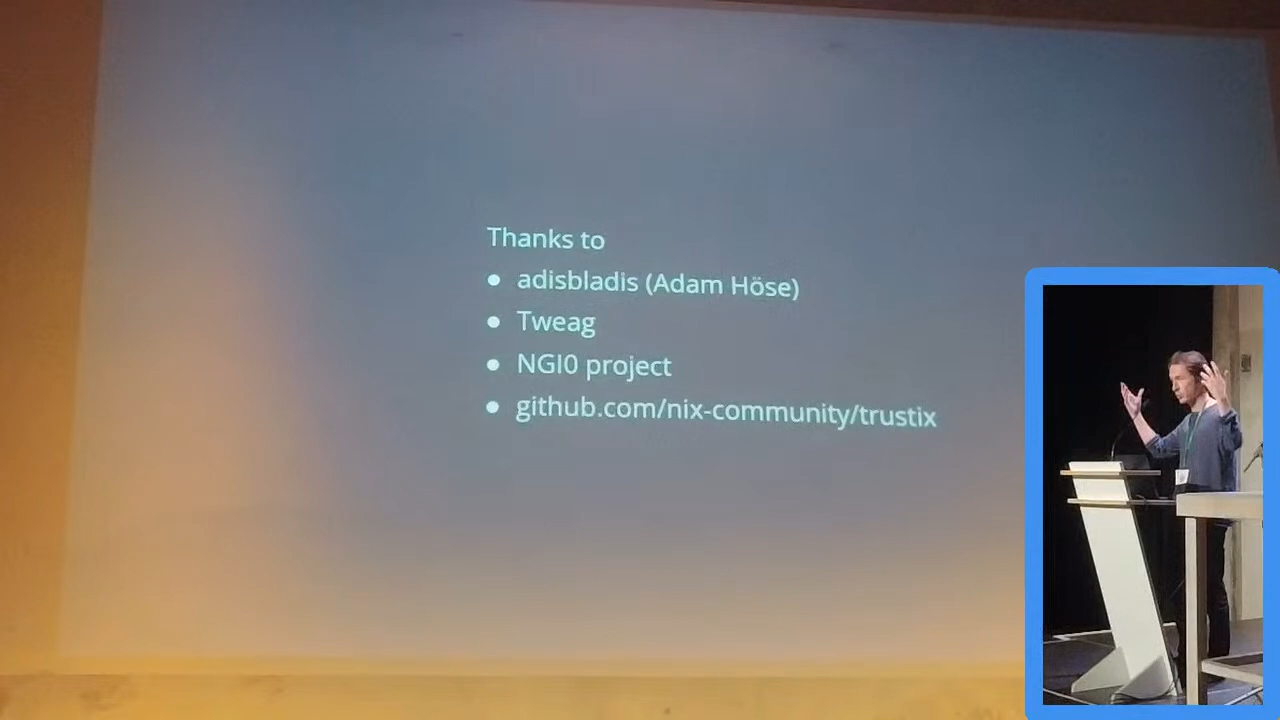 Thanks to
• adisbladis (Adam Höse)
• Tweag
• NGI0 project
• github.com/nix-community/trustix